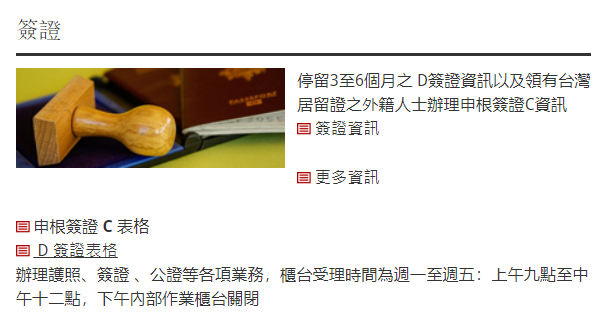 簽證
停留3至6個月之 D簽證資訊以及領有台灣
居留證之外籍人士辦理申根簽證C資訊
簽證資訊
更多資訊
申根簽證 C 表格
D 簽證表格
辦理護照、簽證 、公證等各項業務，櫃台受理時間為週一至週五：上午九點至中
午十二點，下午內部作業櫃台關閉
PASSPORT